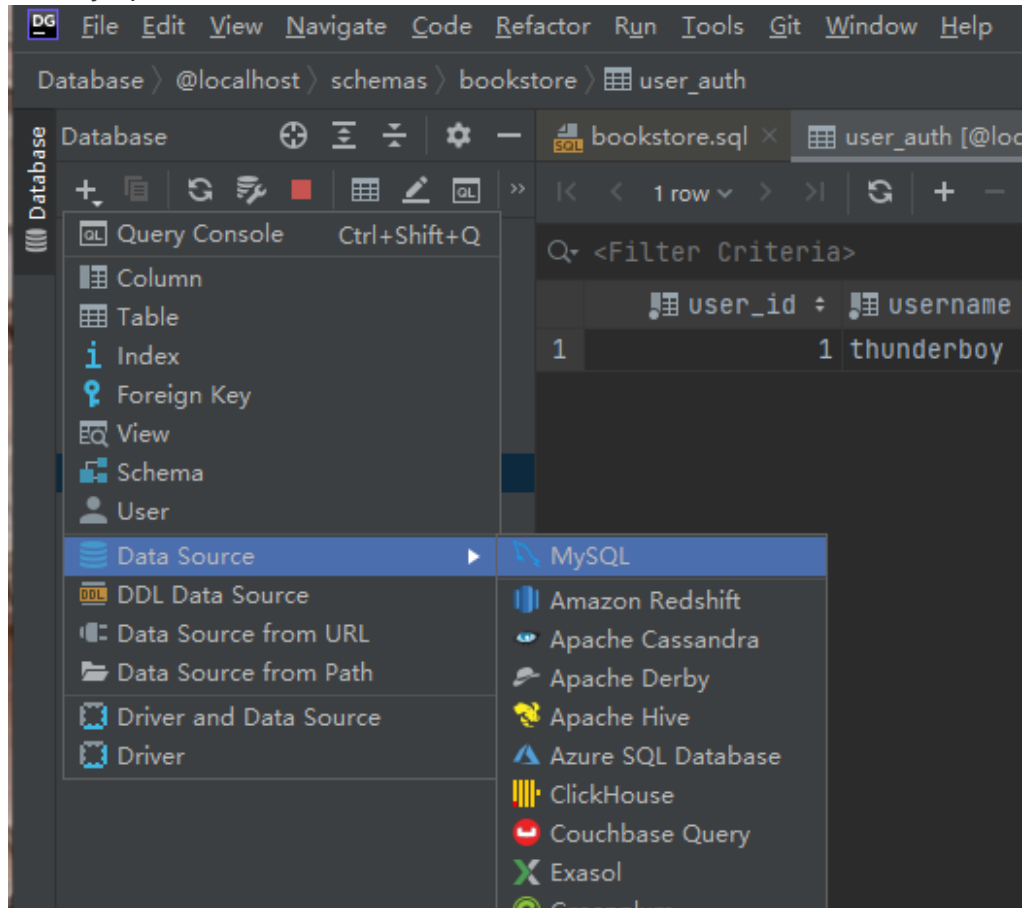 DG File Edit View Navigate Code Refactor Run Tools Git Window Help
Database 〉 @localhost 〉 schemas 〉 bookstore 〉 user_auth
Database
Database
bookstore.sql
user_auth [@loc
1 row
Query Console Ctrl+Shift+Q
<Filter Criteria>
Column
Table
user_id username
Index
1 1 thunderboy
Foreign Key
View
Schema
User
Data Source
MySQL
DDL Data Source
Amazon Redshift
Data Source from URL
Apache Cassandra
Data Source from Path
Apache Derby
Driver and Data Source
Apache Hive
Driver
Azure SQL Database
ClickHouse
Couchbase Query
Exasol